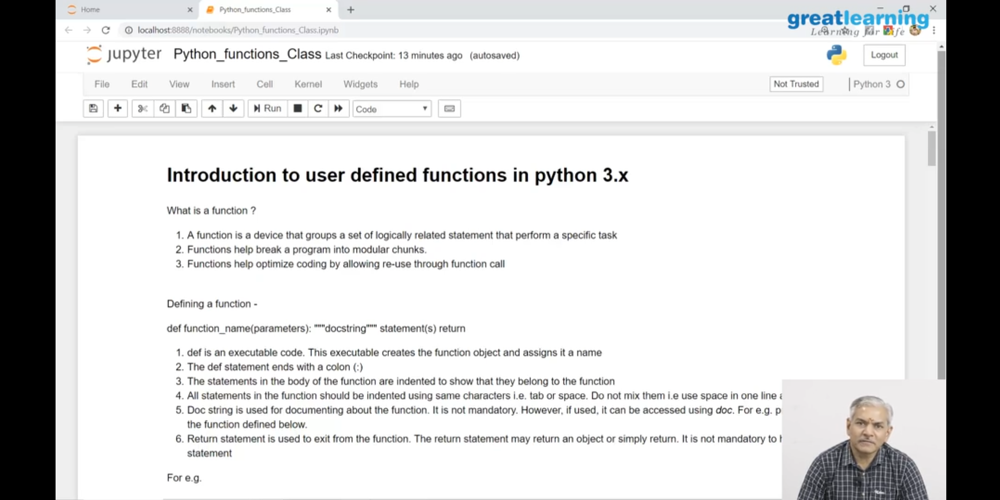 Home
Python_functions_Class
greatlearning
Learning for Life
localhost:8888/notebooks/Python_functions_Class.ipynb
jupyter Python_functions_Class Last Checkpoint: 13 minutes ago (autosaved)
Logout
File Edit View Insert Cell Kernel Widgets Help
Not Trusted
Python 3
Run
Code
Introduction to user defined functions in python 3.x
What is a function ?
1. A function is a device that groups a set of logically related statement that perform a specific task
2. Functions help break a program into modular chunks.
3. Functions help optimize coding by allowing re-use through function call
Defining a function -
def function_name(parameters): """docstring""" statement(s) return
1. def is an executable code. This executable creates the function object and assigns it a name
2. The def statement ends with a colon (:)
3. The statements in the body of the function are indented to show that they belong to the function
4. All statements in the function should be indented using same characters i.e. tab or space. Do not mix them i.e use space in one line
5. Doc string is used for documenting about the function. It is not mandatory. However, if used, it can be accessed using doc. For e.g.
the function defined below.
6. Return statement is used to exit from the function. The return statement may return an object or simply return. It is not mandatory to
statement
For e.g.